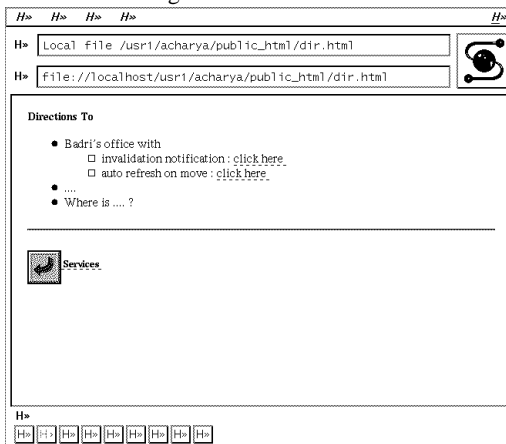 H» H» H» H» H»
H» Local file /usr1/acharya/public_html/dir.html
H» file://localhost/usr1/acharya/public_html/dir.html
Directions To
● Badri's office with
□ invalidation notification : click here
□ auto refresh on move : click here
● ....
● Where is .... ?
Services
H»
H» H» H» H» H» H» H» H» H»